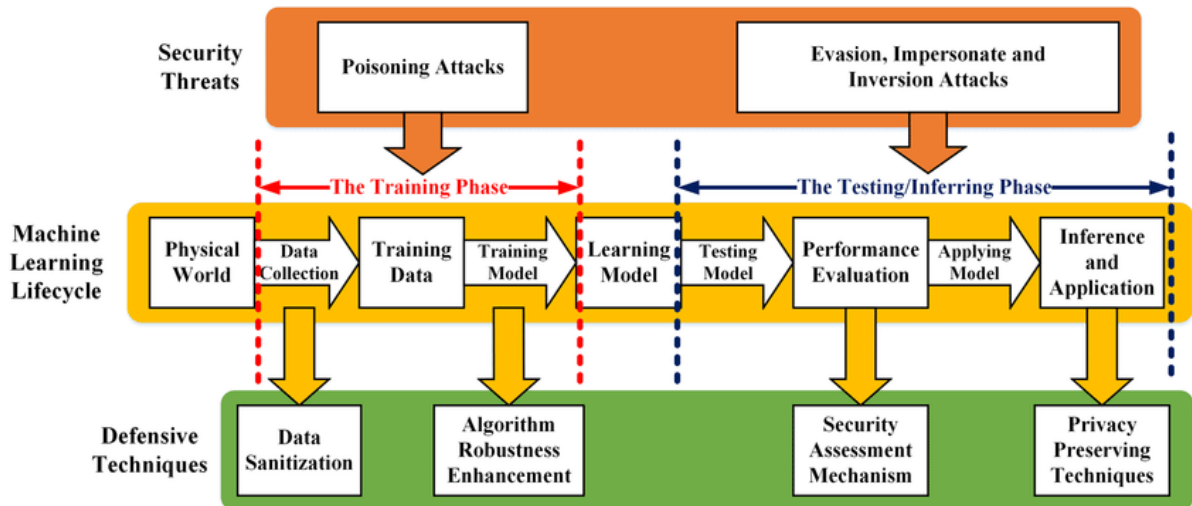 Security
Threats
Poisoning Attacks
Evasion, Impersonate and
Inversion Attacks
The Training Phase
The Testing/Inferring Phase
Machine
Learning
Lifecycle
Physical
World
Data
Collection
Training
Data
Training
Model
Learning
Model
Testing
Model
Performance
Evaluation
Applying
Model
Inference
and
Application
Defensive
Techniques
Data
Sanitization
Algorithm
Robustness
Enhancement
Security
Assessment
Mechanism
Privacy
Preserving
Techniques